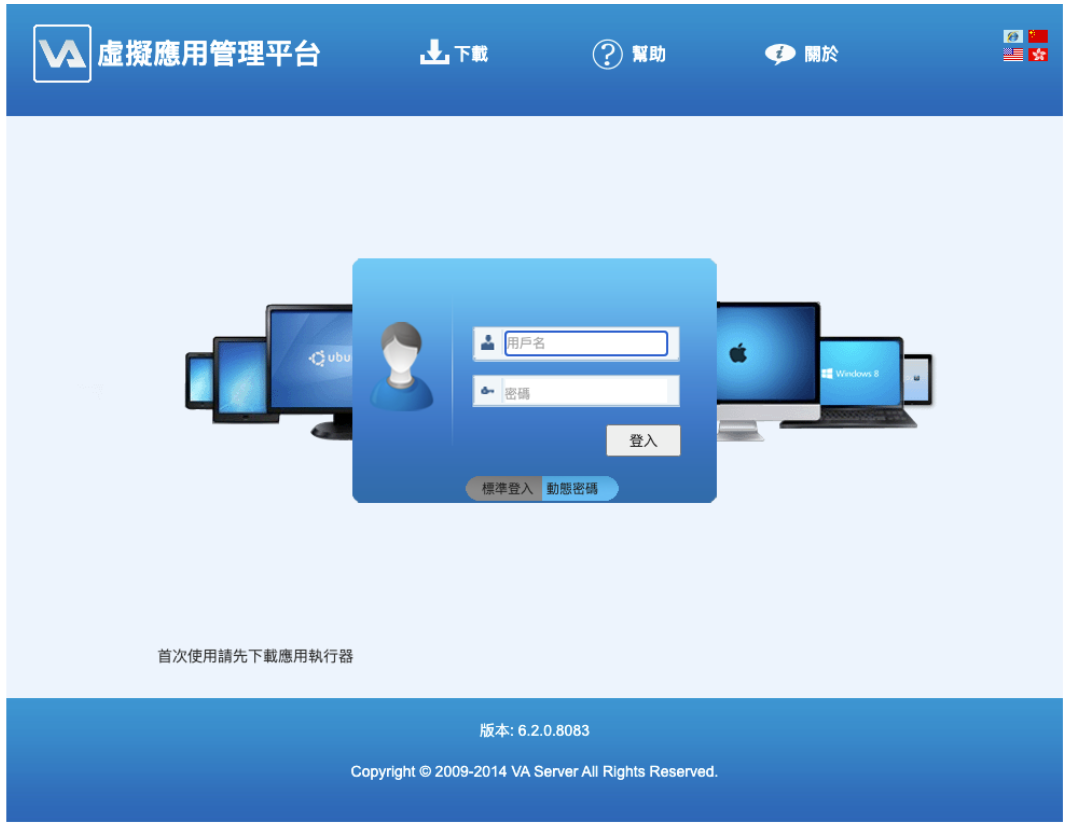 VA 虛擬應用管理平台
下載
幫助
關於
ubu
用戶名
密碼
登入
標準登入 動態密碼
Windows 8
首次使用請先下載應用執行器
版本: 6.2.0.8083
Copyright © 2009-2014 VA Server All Rights Reserved.